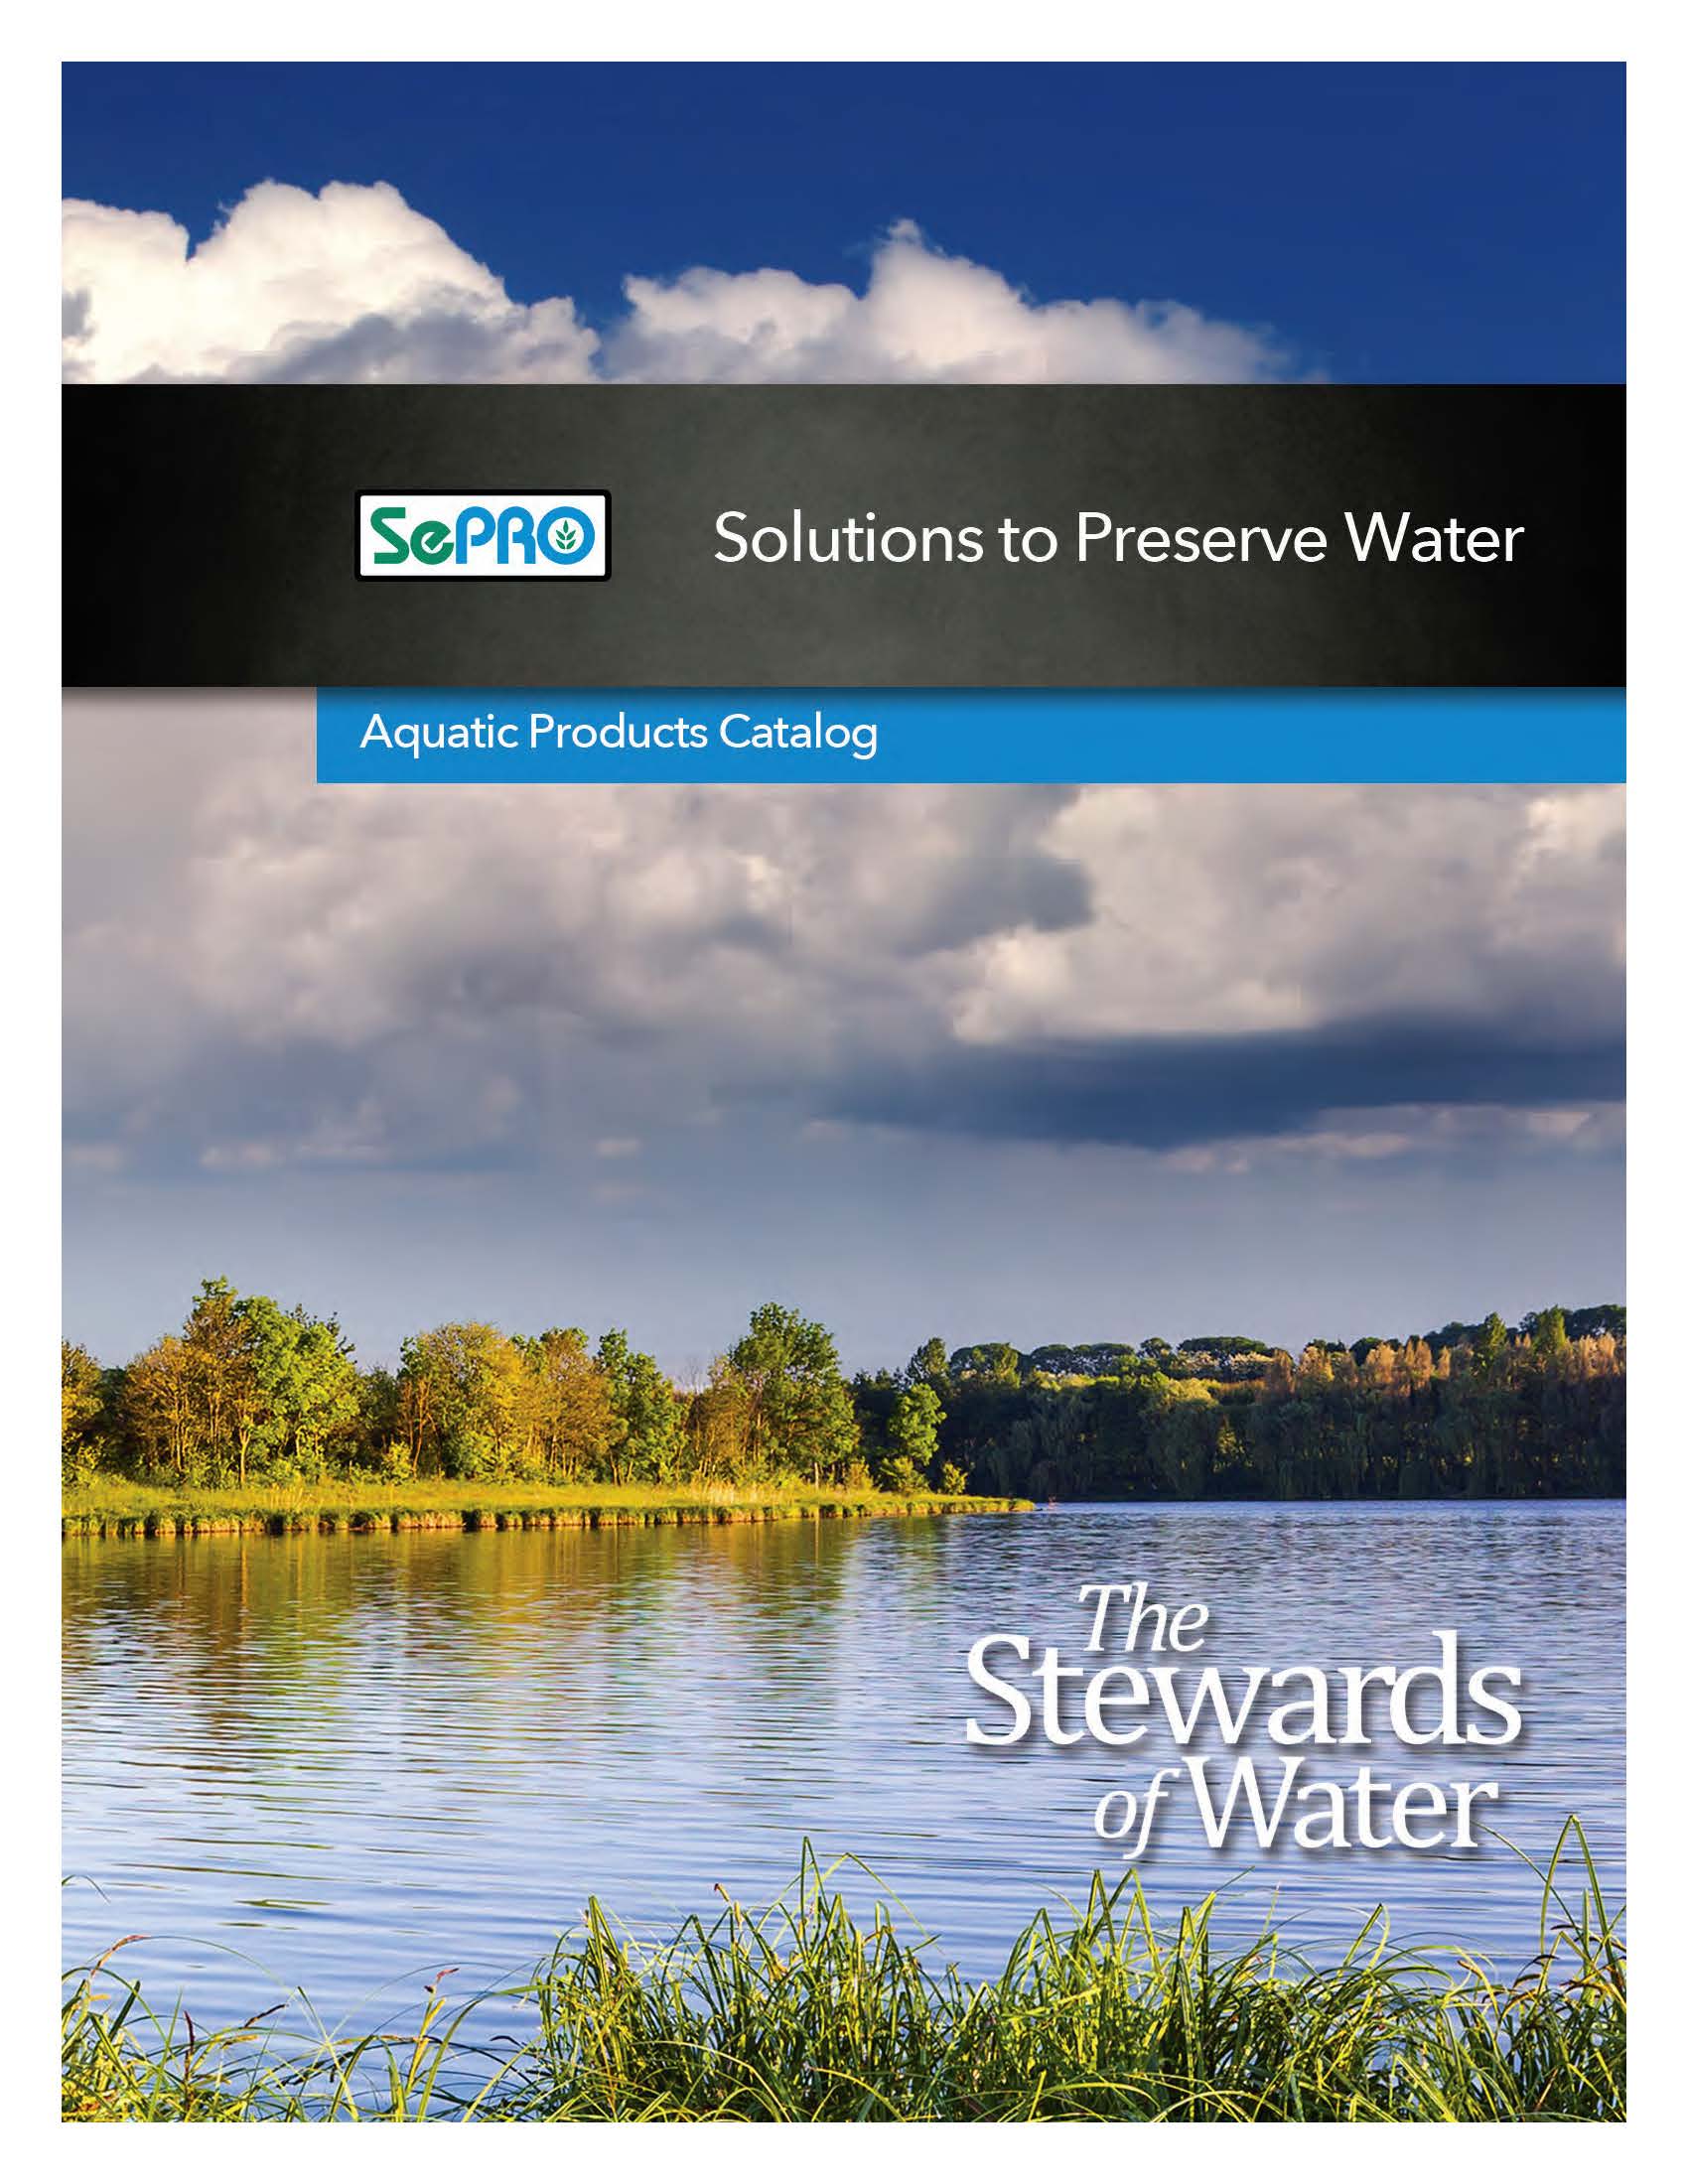 SePRO
Solutions to Preserve Water
Aquatic Products Catalog
The
Stewards
of Water